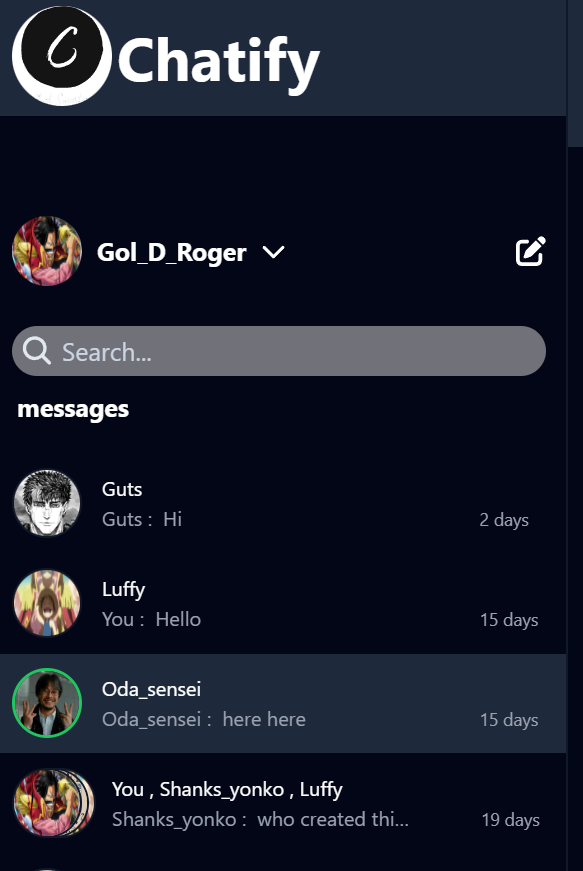 C
Chatify
Gol_D_Roger
Search...
messages
Guts
Guts : Hi
2 days
Luffy
You : Hello
15 days
Oda_sensei
Oda_sensei : here here
15 days
You , Shanks_yonko , Luffy
Shanks_yonko : who created thi...
19 days